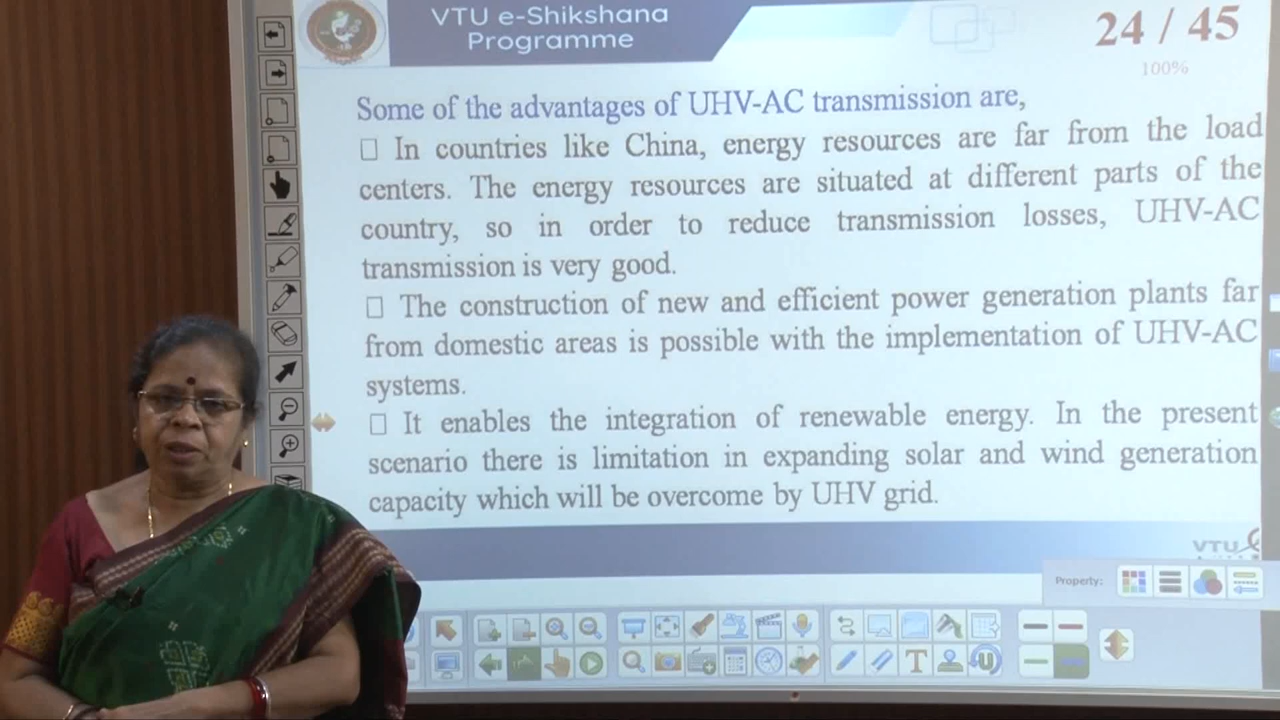 VTU e-Shikshana
Programme
24 / 45
100%
Some of the advantages of UHV-AC transmission are,
In countries like China, energy resources are far from the load
centers. The energy resources are situated at different parts of the
country, so in order to reduce transmission losses, UHV-AC
transmission is very good.
The construction of new and efficient power generation plants far
from domestic areas is possible with the implementation of UHV-AC
systems.
It enables the integration of renewable energy. In the present
scenario there is limitation in expanding solar and wind generation
capacity which will be overcome by UHV grid.
VTU
Property: